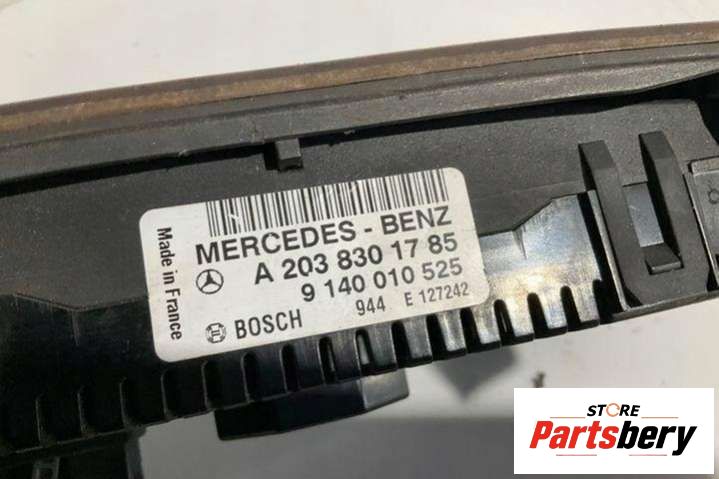 MERCEDES - BENZ
A 203 830 17 85
9 140 010 525
BOSCH 944 E 127242
Made in France
STORE
Partsbery